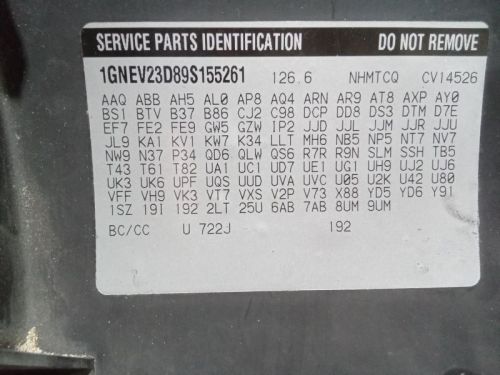 SERVICE PARTS IDENTIFICATION DO NOT REMOVE
1GNEV23D89S155261 126.6 NHMTCQ CV14526
AAQ ABB AH5 AL0 AP8 AQ4 ARN AR9 AT8 AXP AY0
BS1 BTV B37 B86 CJ2 C98 DCP DD8 DS3 DTM D7E
EF7 FE2 FE9 GW5 GZW IP2 JJD JJL JJM JJR JJU
JL9 KA1 KV1 KW7 K34 LLT MH6 NB5 NP5 NT7 NV7
NW9 N37 P34 QD6 QLW QS6 R7R R9N SLM SSH TB5
T43 T61 T82 UA1 UC1 UD7 UE1 UG1 UH9 UJ2 UJ6
UK3 UK6 UPF UQS UUD UVA UVC U05 U2K U42 U80
VFF VH9 VK3 VT7 VXS V2P V73 X88 YD5 YD6 Y91
1SZ 19I 192 2LT 25U 6AB 7AB 8UM 9UM
BC/CC U 722J 192